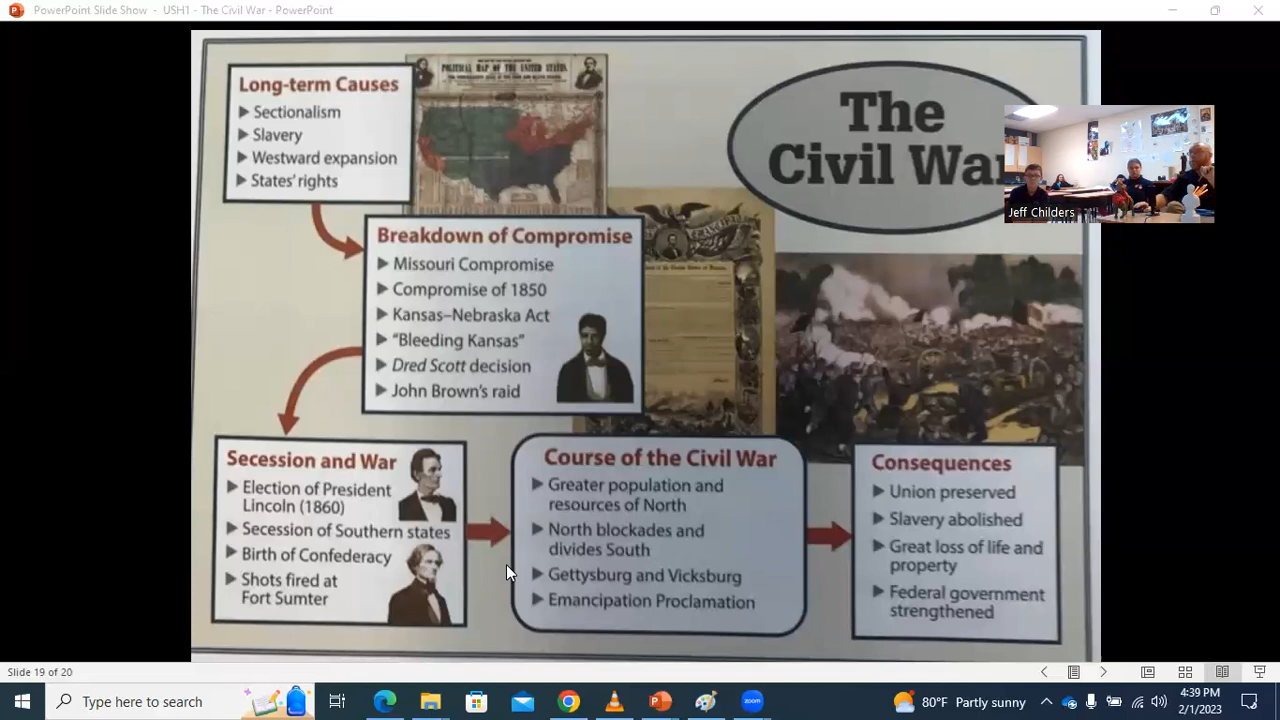 PowerPoint Slide Show - USH1 - The Civil War - PowerPoint
Long-term Causes
Sectionalism
Slavery
Westward expansion
States' rights
POLITICAL MAP OF THE UNITED STATES,
The
Civil War
Jeff Childers
Breakdown of Compromise
Missouri Compromise
Compromise of 1850
Kansas–Nebraska Act
"Bleeding Kansas"
Dred Scott decision
John Brown's raid
Secession and War
Election of President
Lincoln (1860)
Secession of Southern states
Birth of Confederacy
Shots fired at
Fort Sumter
Course of the Civil War
Greater population and
resources of North
North blockades and
divides South
Gettysburg and Vicksburg
Emancipation Proclamation
Consequences
Union preserved
Slavery abolished
Great loss of life and
property
Federal government
strengthened
Slide 19 of 20
Type here to search
zoom
80°F Partly sunny
4:39 PM
2/1/2023